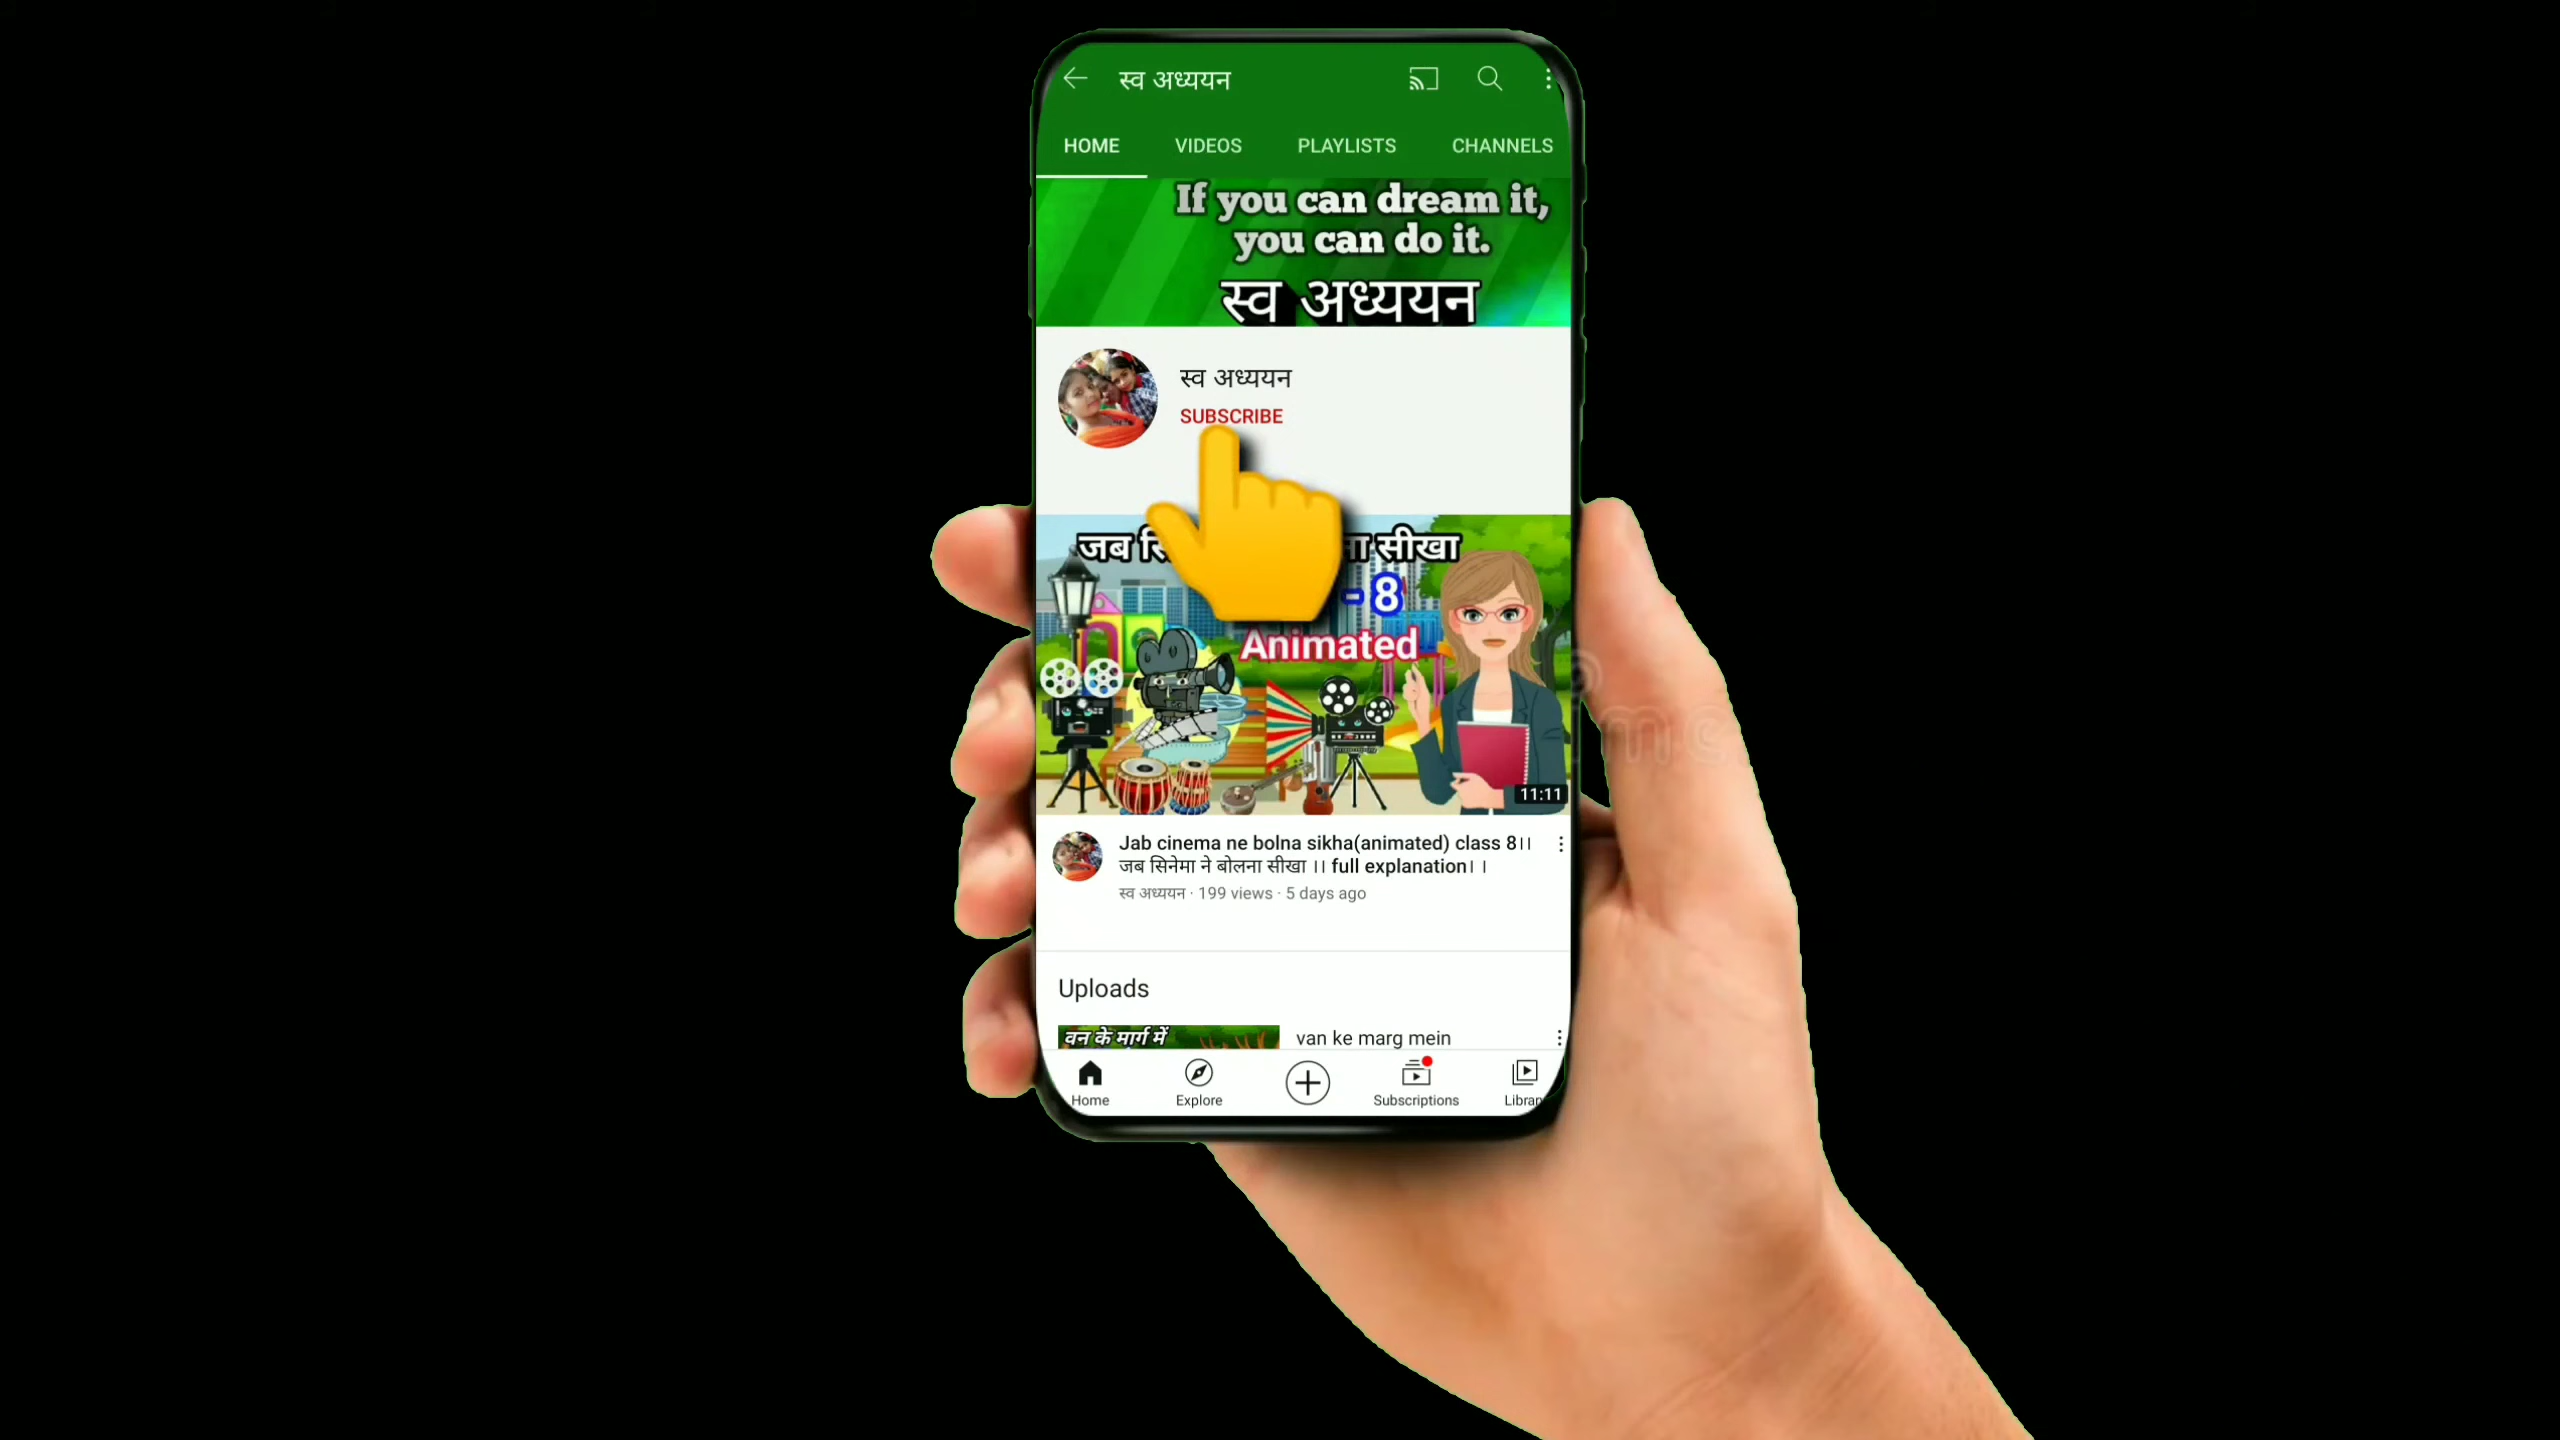 स्व अध्ययन
HOME VIDEOS PLAYLISTS CHANNELS
If you can dream it,
you can do it.
स्व अध्ययन
स्व अध्ययन
SUBSCRIBE
जब सीखा
- 8
Animated
11:11
Jab cinema ne bolna sikha(animated) class 8।।
जब सिनेमा ने बोलना सीखा ।। full explanation। ।
स्व अध्ययन · 199 views · 5 days ago
Uploads
वन के मार्ग में
van ke marg mein
Home Explore Subscriptions